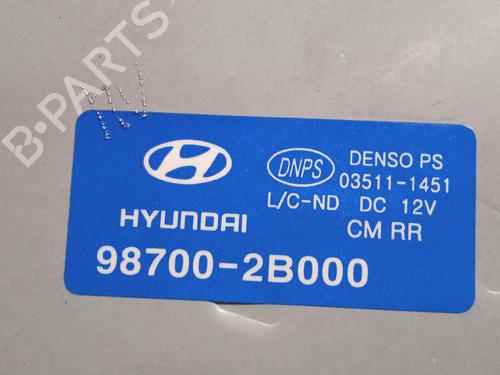 B·PARTS
HYUNDAI
98700-2B000
DNPS
DENSO PS
03511-1451
L/C-ND DC 12V
CM RR